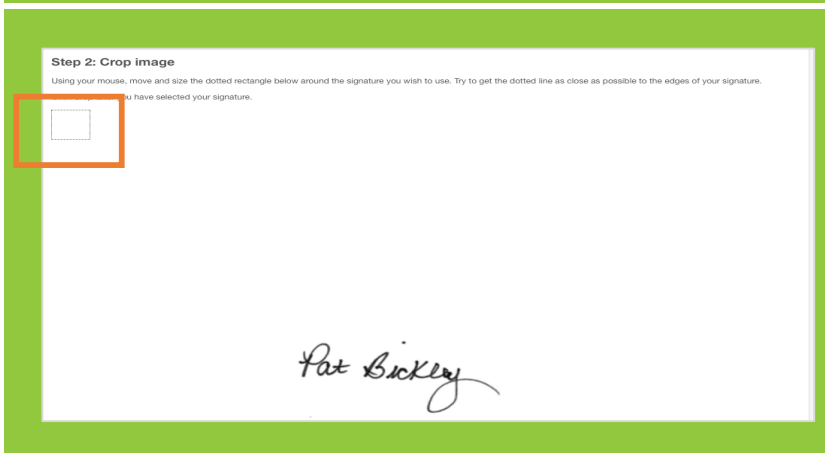 Step 2: Crop image
Using your mouse, move and size the dotted rectangle below around the signature you wish to use. Try to get the dotted line as close as possible to the edges of your signature.
you have selected your signature.
Pat Bickley